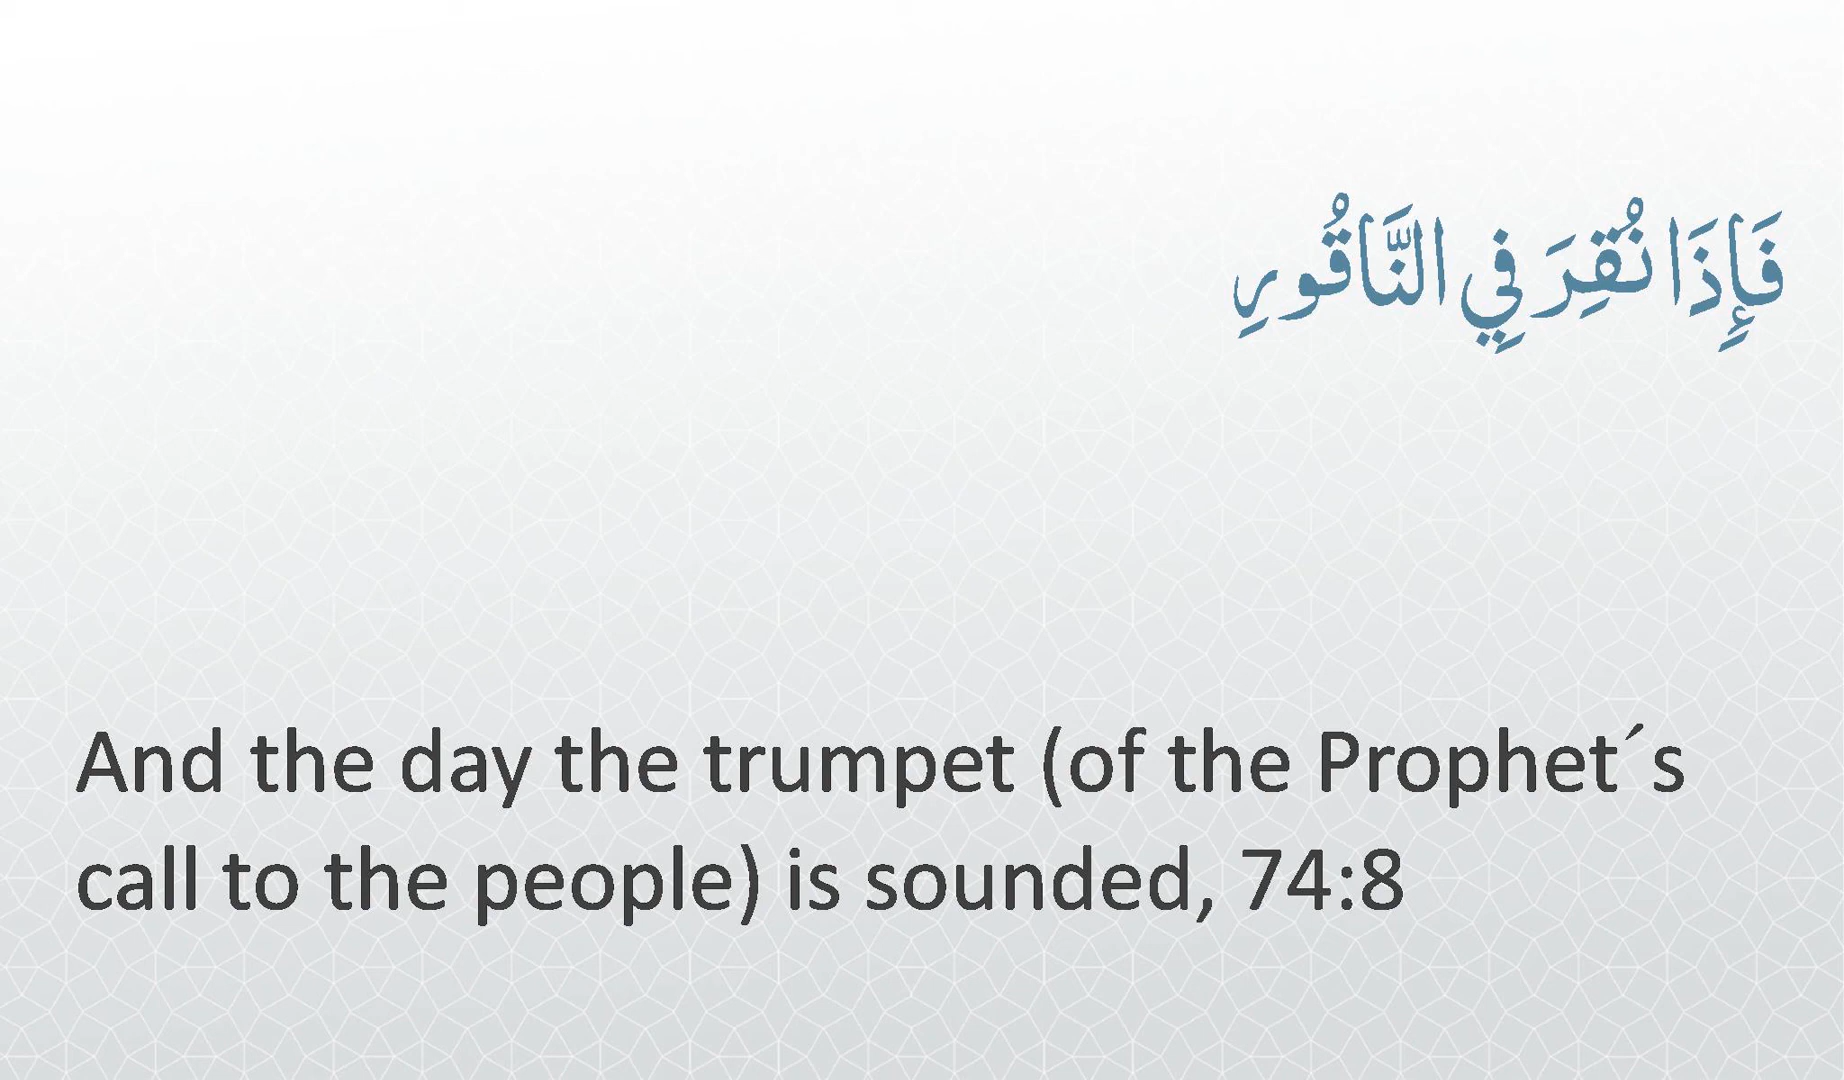 فَإِذَا نُقِرَ فِي النَّاقُورِ
And the day the trumpet (of the Prophet´s
call to the people) is sounded, 74:8